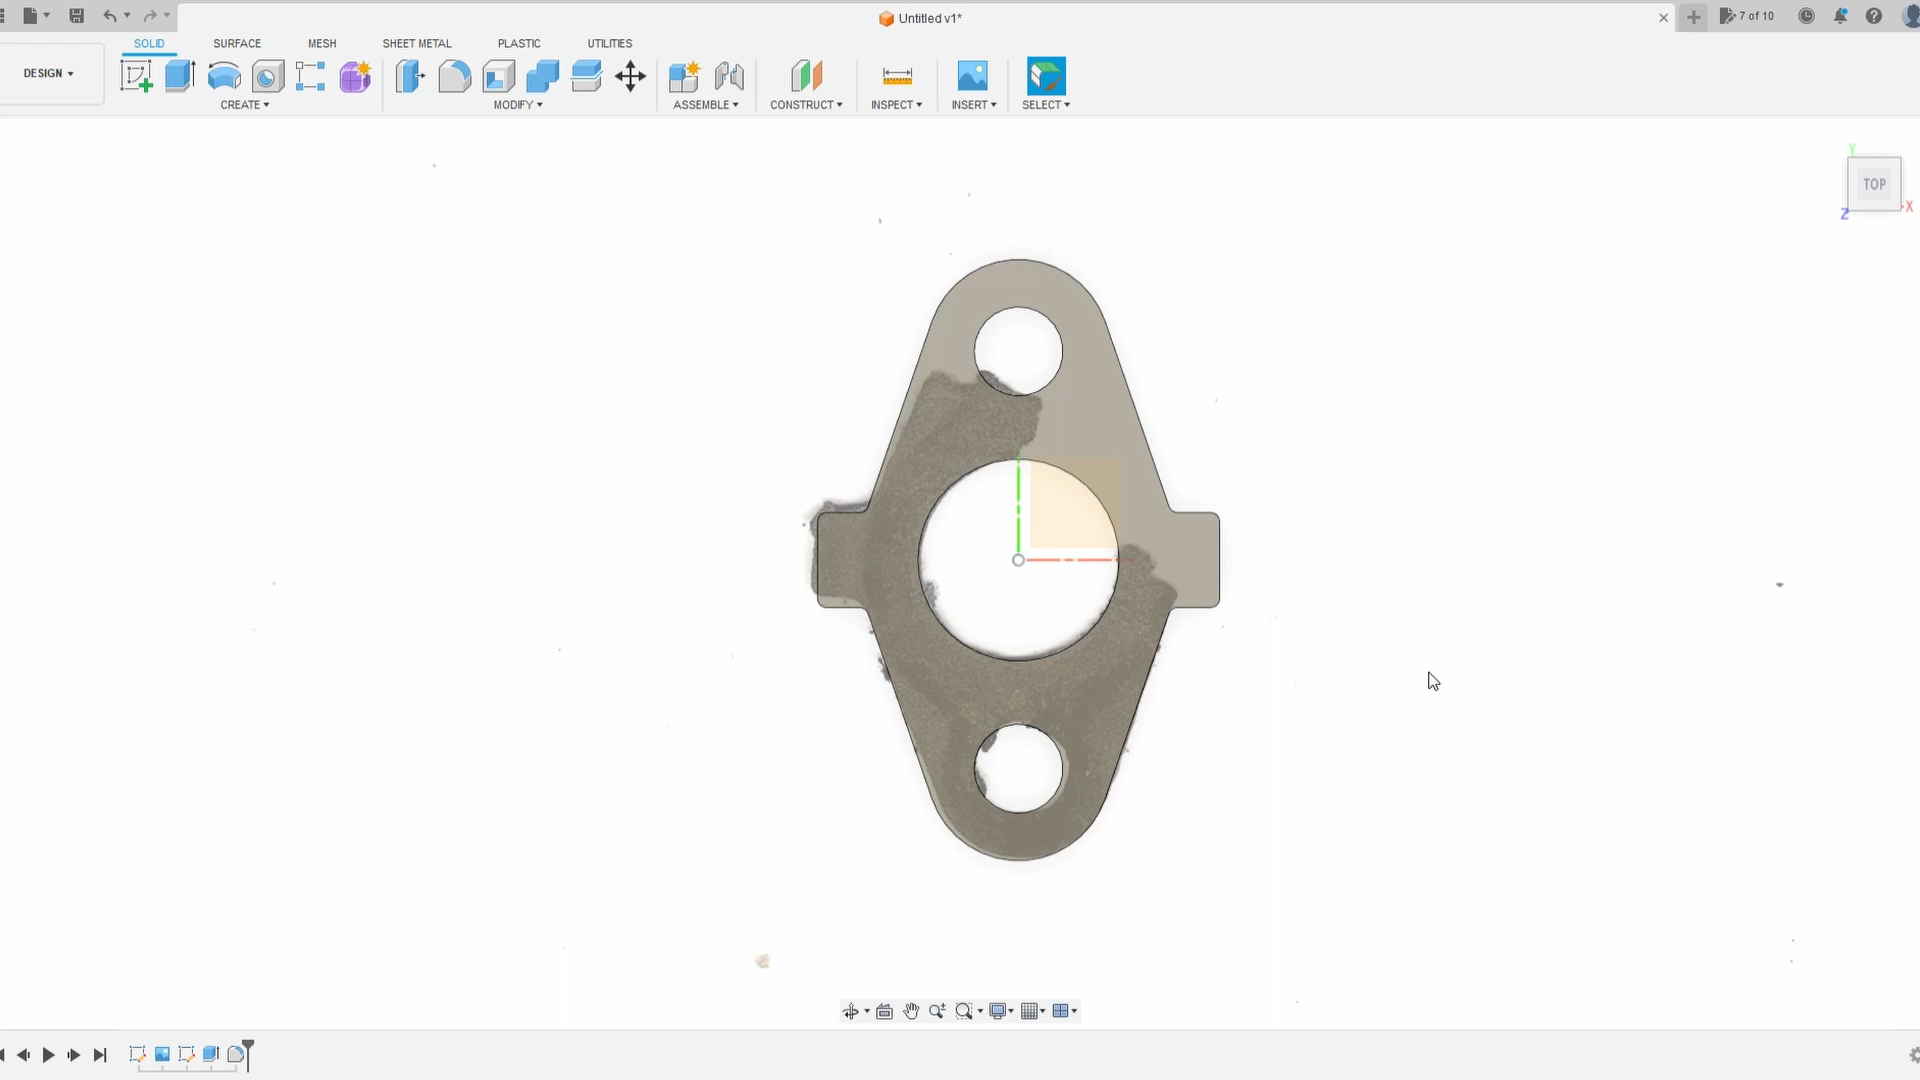 Untitled v1*
7 of 10
SOLID SURFACE MESH SHEET METAL PLASTIC UTILITIES
DESIGN
CREATE MODIFY ASSEMBLE CONSTRUCT INSPECT INSERT SELECT
Y
TOP
X
Z